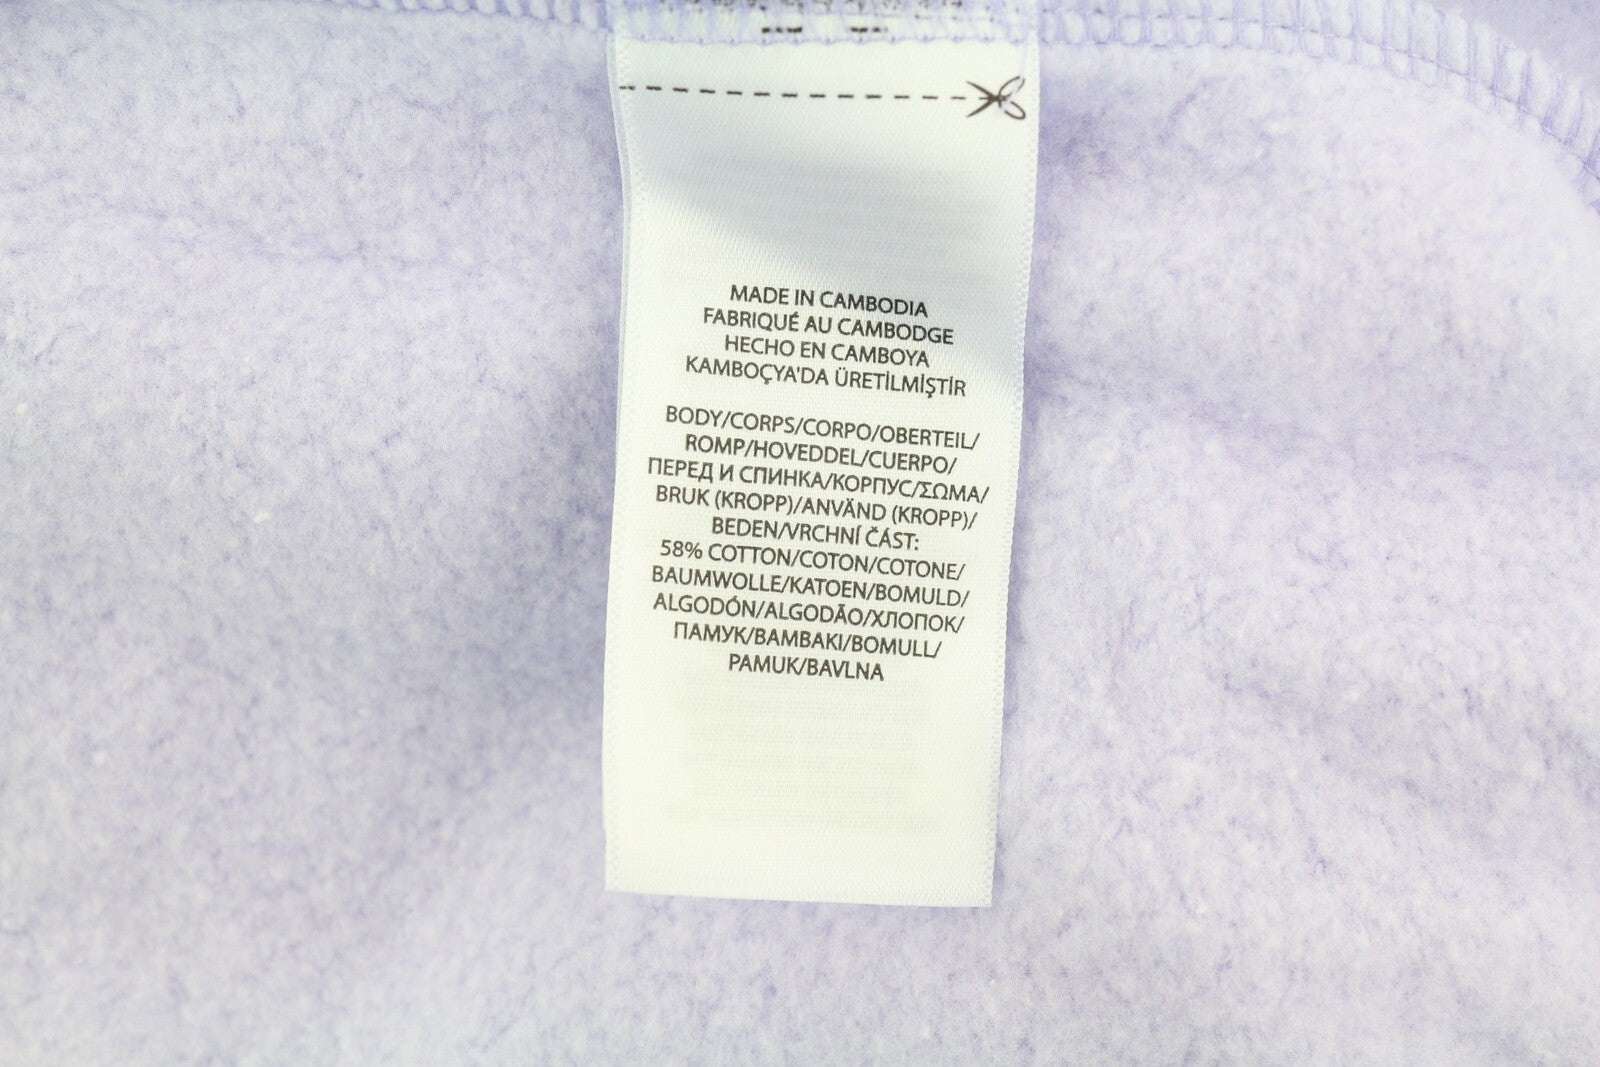 MADE IN CAMBODIA
FABRIQUÉ AU CAMBODGE
HECHO EN CAMBOYA
KAMBOÇYA'DA ÜRETİLMİŞTİR
BODY/CORPS/CORPO/OBERTEIL/
ROMP/HOVEDDEL/CUERPO/
ПЕРЕД И СПИНКА/КОРПУС/ΣΩΜΑ/
BRUK (KROPP)/ANVÄND (KROPP)/
BEDEN/VRCHNÍ ČÁST:
58% COTTON/COTON/COTONE/
BAUMWOLLE/KATOEN/BOMULD/
ALGODÓN/ALGODÃO/ХЛОПОК/
ПАМУК/BAMBAKI/BOMULL/
PAMUK/BAVLNA